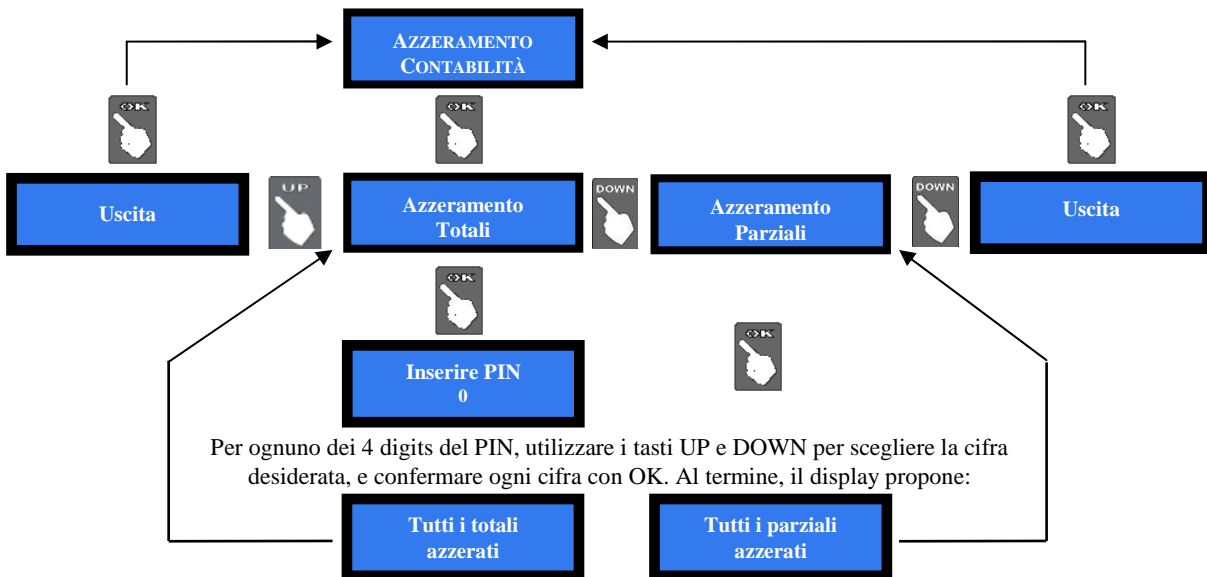 AZZERAMENTO
CONTABILITÀ
OK
OK
OK
Uscita
UP
Azzeramento
Totali
DOWN
Azzeramento
Parziali
DOWN
Uscita
OK
OK
Inserire PIN
0
Per ognuno dei 4 digits del PIN, utilizzare i tasti UP e DOWN per scegliere la cifra
desiderata, e confermare ogni cifra con OK. Al termine, il display propone:
Tutti i totali
azzerati
Tutti i parziali
azzerati